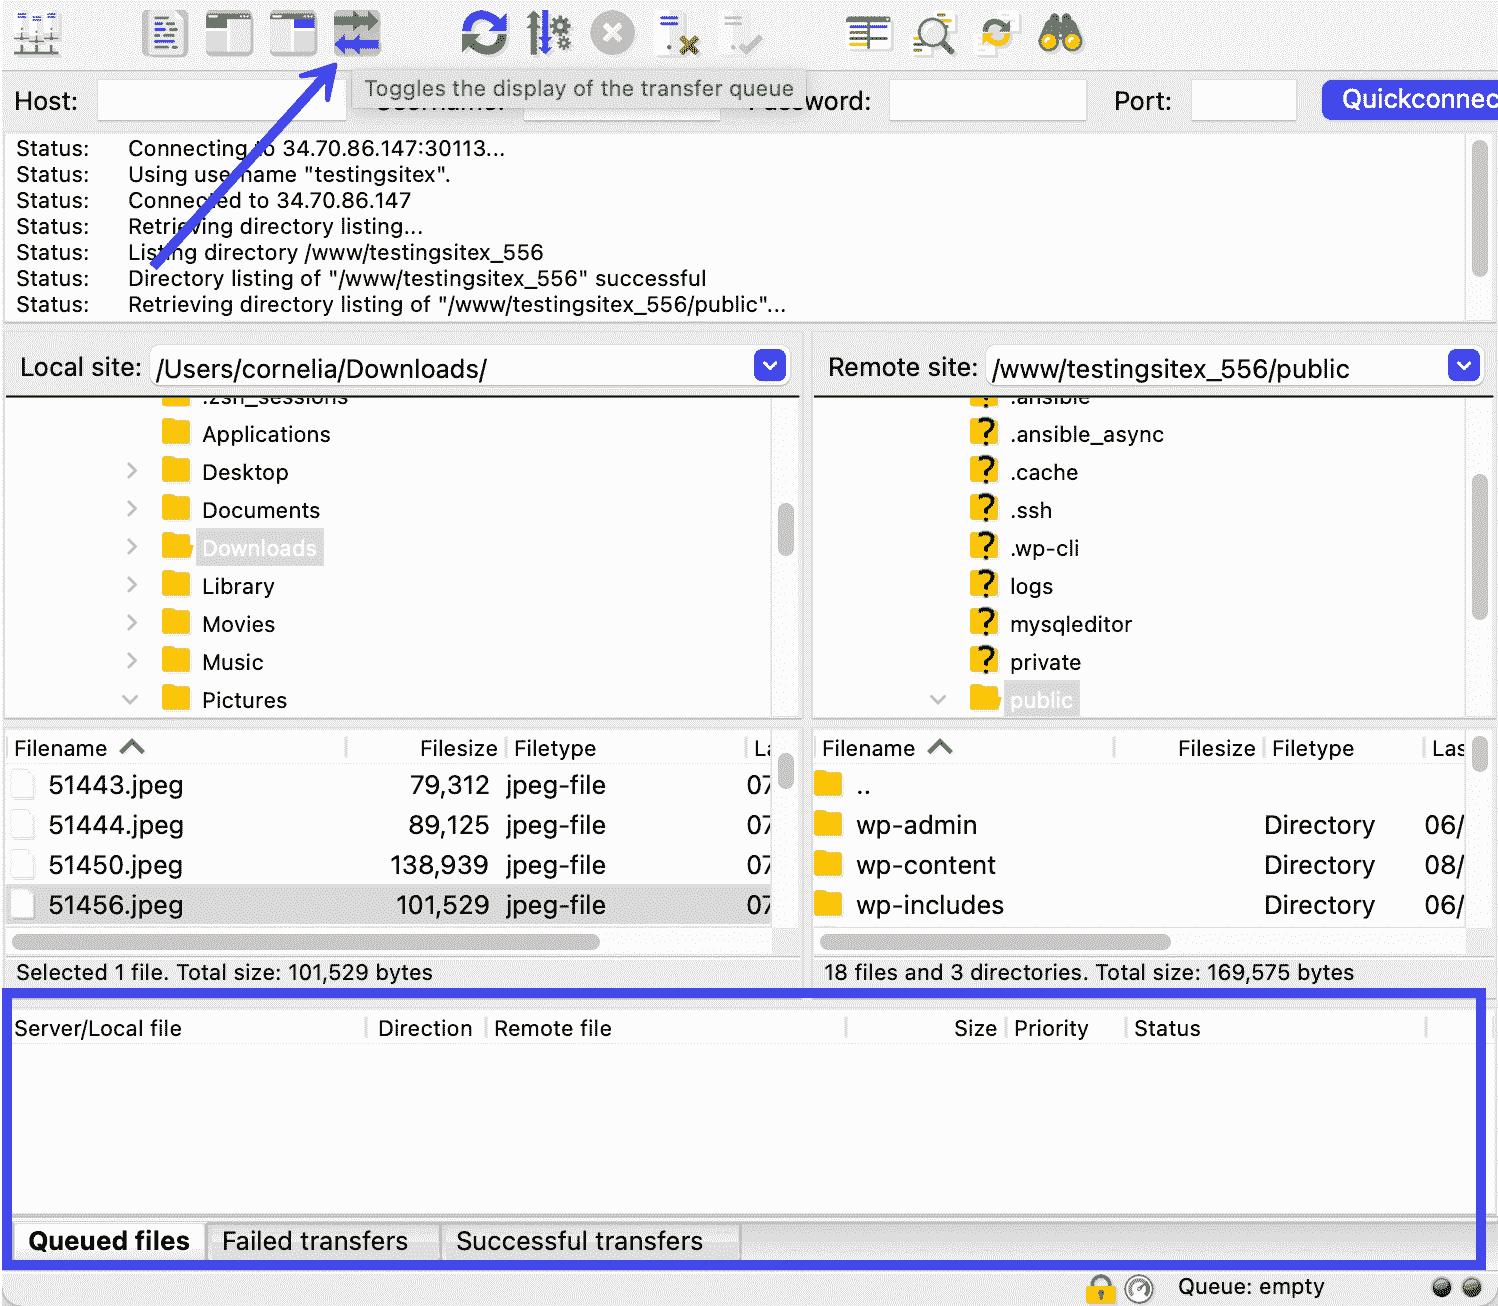 Toggles the display of the transfer queue
Host:
Username:
Password:
Port:
Quickconnec
Status: Connecting to 34.70.86.147:30113...
Status: Using username "testingsitex".
Status: Connected to 34.70.86.147
Status: Retrieving directory listing...
Status: Listing directory /www/testingsitex_556
Status: Directory listing of "/www/testingsitex_556" successful
Status: Retrieving directory listing of "/www/testingsitex_556/public"...
Local site: /Users/cornelia/Downloads/
.zsh_sessions
Applications
Desktop
Documents
Downloads
Library
Movies
Music
Pictures
Remote site: /www/testingsitex_556/public
.ansible
.ansible_async
.cache
.ssh
.wp-cli
logs
mysqleditor
private
public
Filename Filesize Filetype La
51443.jpeg 79,312 jpeg-file 07
51444.jpeg 89,125 jpeg-file 07
51450.jpeg 138,939 jpeg-file 07
51456.jpeg 101,529 jpeg-file 07
Selected 1 file. Total size: 101,529 bytes
Filename Filesize Filetype Las
..
wp-admin Directory 06/
wp-content Directory 08/
wp-includes Directory 06/
18 files and 3 directories. Total size: 169,575 bytes
Server/Local file Direction Remote file Size Priority Status
Queued files Failed transfers Successful transfers
Queue: empty